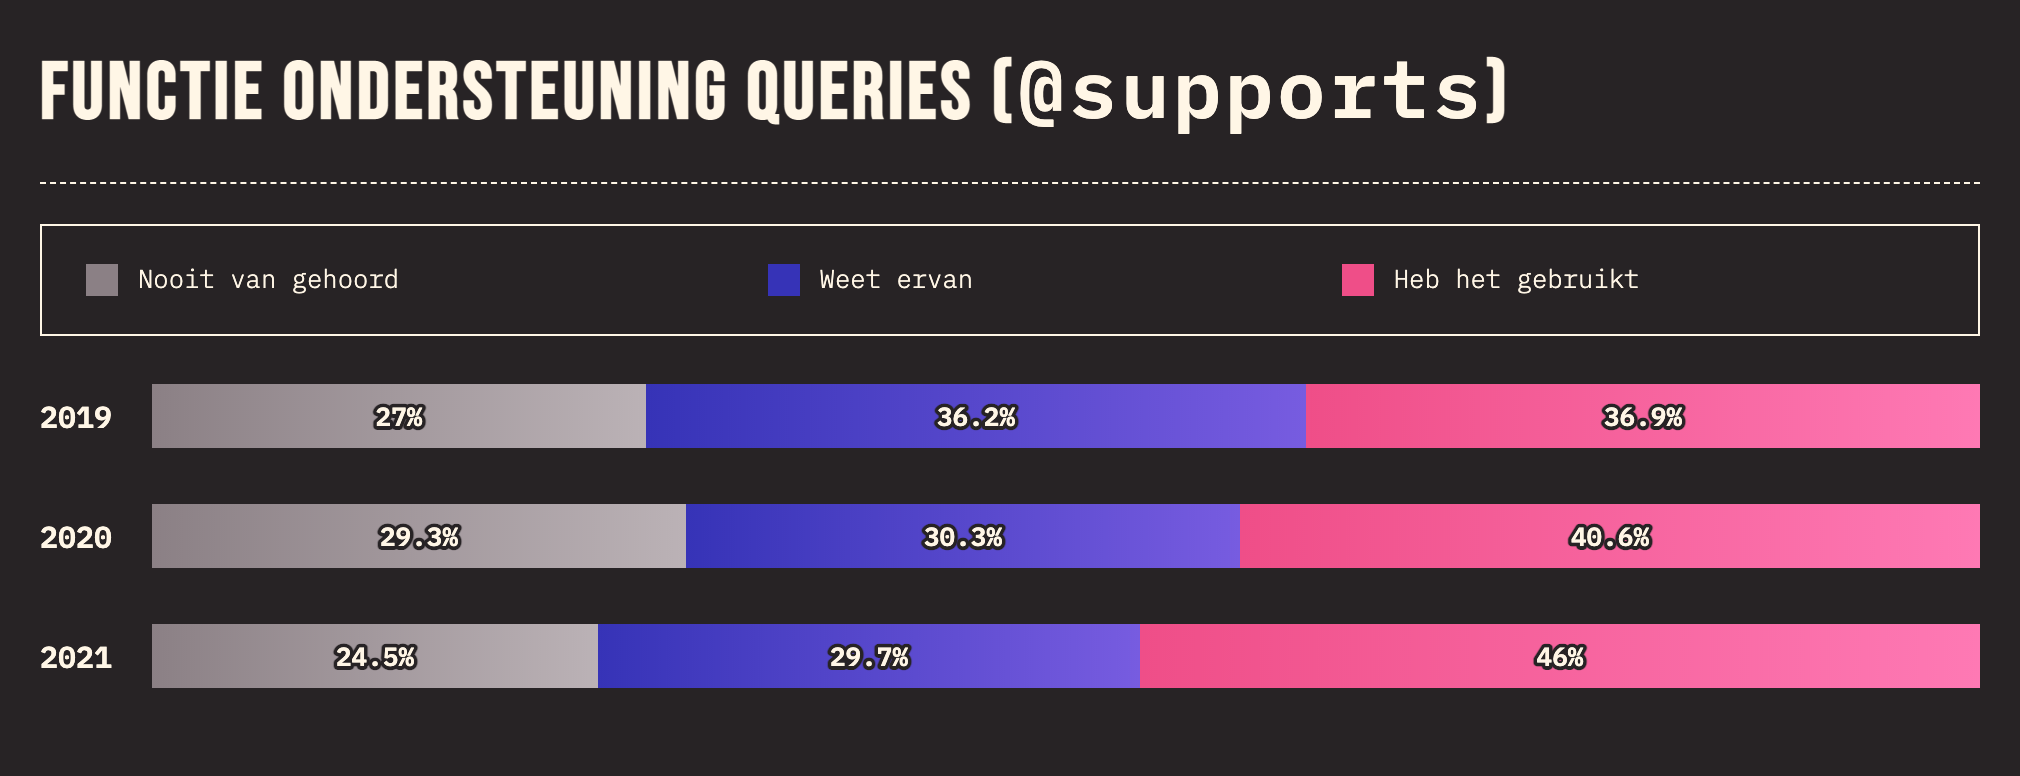 FUNCTIE ONDERSTEUNING QUERIES (@supports)
Nooit van gehoord Weet ervan Heb het gebruikt
2019 27% 36.2% 36.9%
2020 29.3% 30.3% 40.6%
2021 24.5% 29.7% 46%